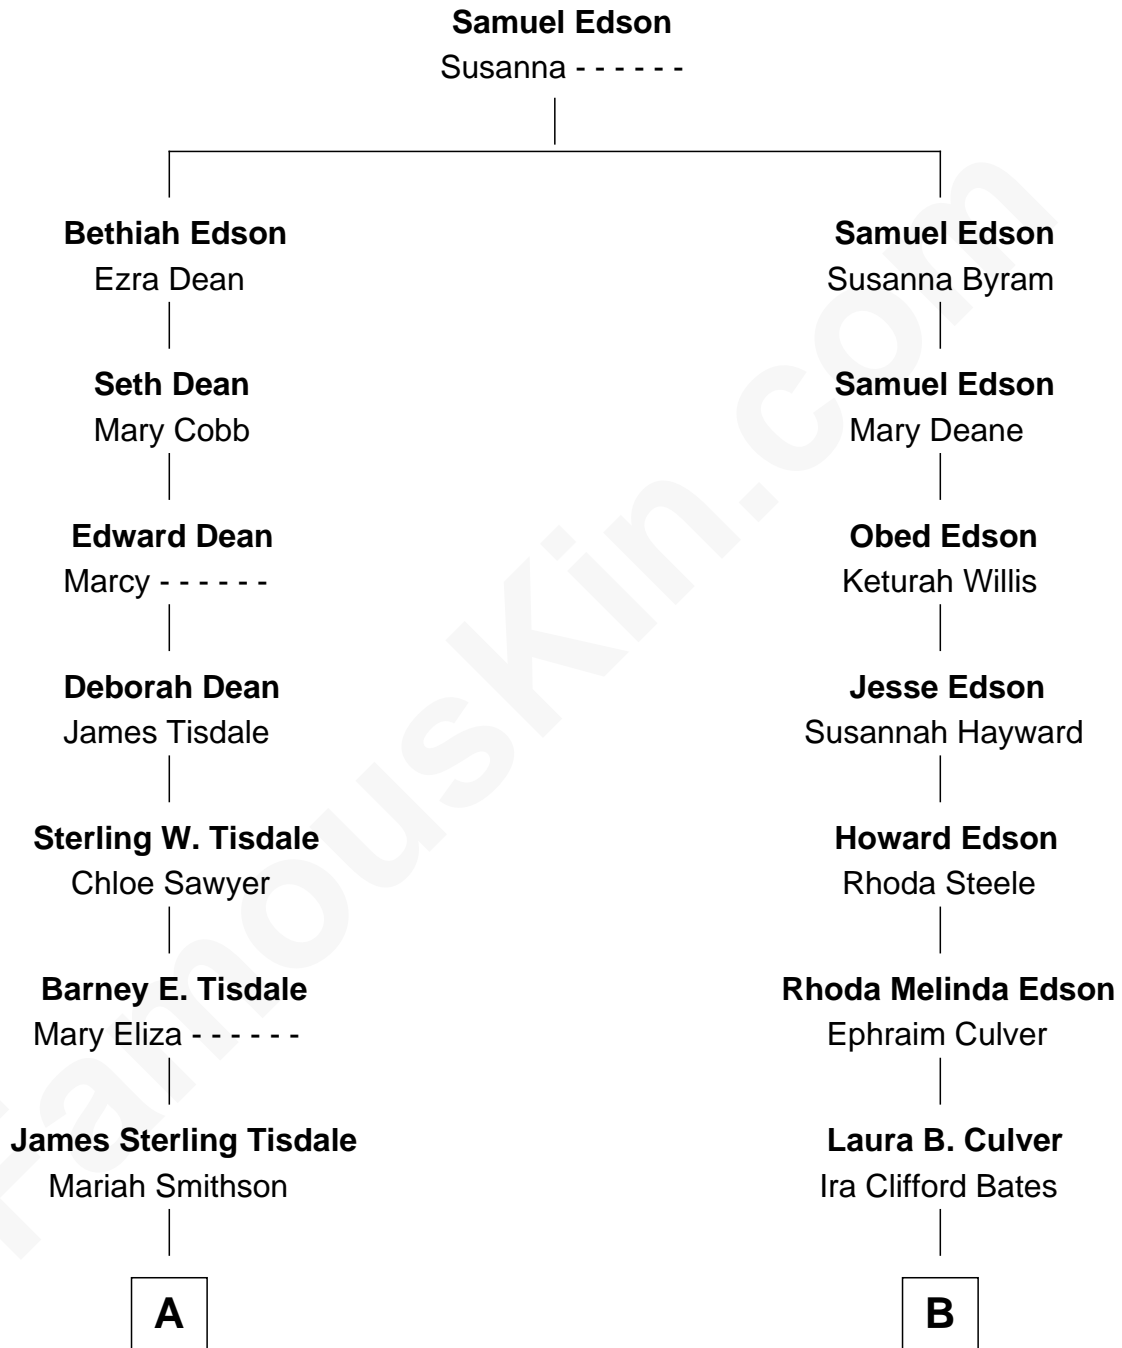 Samuel Edson
Susanna - - - - - -
Bethiah Edson
Ezra Dean
Samuel Edson
Susanna Byram
Seth Dean
Mary Cobb
Samuel Edson
Mary Deane
Edward Dean
Marcy - - - - - -
Obed Edson
Keturah Willis
Deborah Dean
James Tisdale
Jesse Edson
Susannah Hayward
Sterling W. Tisdale
Chloe Sawyer
Howard Edson
Rhoda Steele
Barney E. Tisdale
Mary Eliza - - - - - -
Rhoda Melinda Edson
Ephraim Culver
James Sterling Tisdale
Mariah Smithson
Laura B. Culver
Ira Clifford Bates
A
B
FamousKin.com